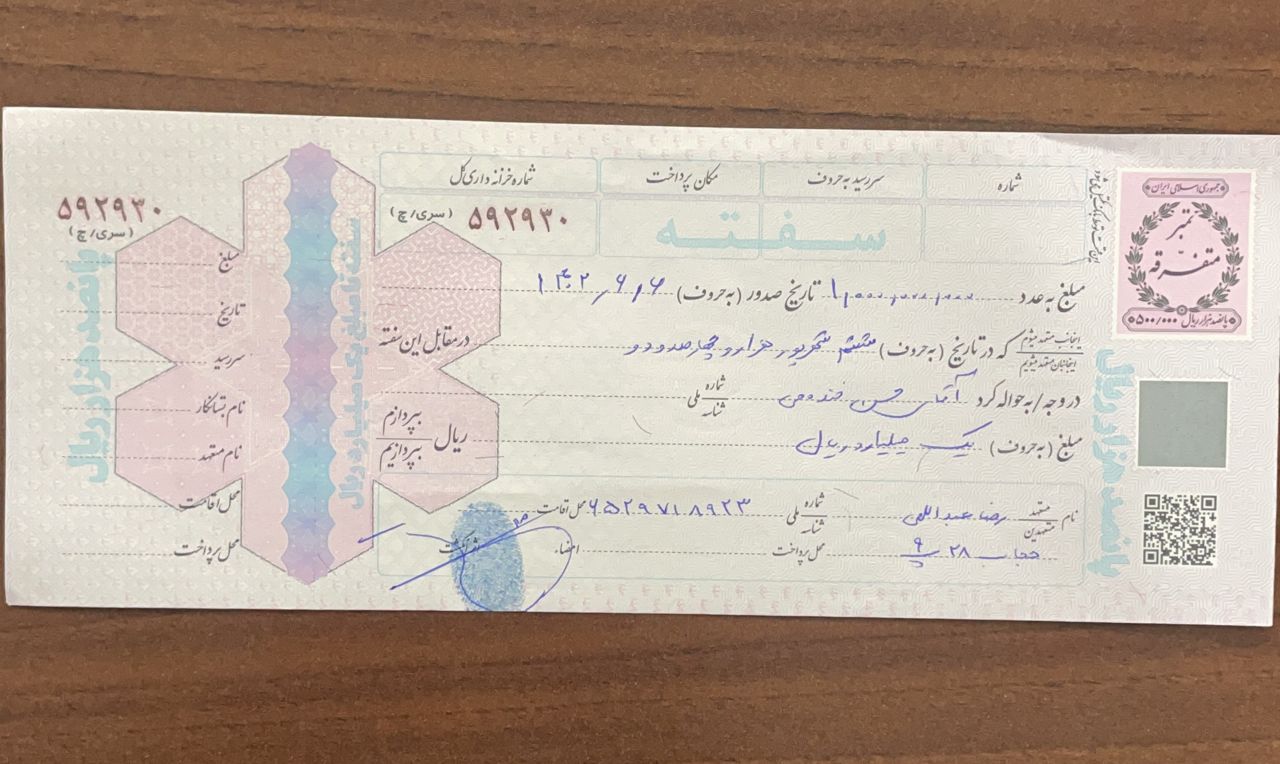 جمهوری اسلامی ایران
تمبر
متفرقه
پانصد هزار ریال ۵۰۰/۰۰۰
شماره
سررسید به حروف
مکان پرداخت
شماره خزانه داری کل
سفته
۵۹۲۹۳۰ (سری/چ)
مبلغ به عدد ۱,۰۰۰,۰۰۰,۰۰۰ تاریخ صدور (به حروف) ۱۴۰۲/۶/۶
اینجانب متعهد میشوم
اینجانبان متعهد میشویم
که در تاریخ (به حروف) ششم شهریور هزار و چهارصد و دو در مقابل این سفته
در وجه/به حواله کرد آقای حسن
شماره
شناسه
ملی
مبلغ (به حروف) یک میلیارد ریال ریال
بپردازم
بپردازیم
نام متعهد
متعهدین
رضا عبداللهی
شماره
شناسه
ملی
۶۵۲۹۷۱۸۹۲۳ محل اقامت
۲۸ پ ۹
محل پرداخت
امضاء
اثر انگشت
پانصد هزار ریال
سفته تا مبلغ یک میلیارد ریال
۵۹۲۹۳۰
(سری/چ)
مبلغ
تاریخ
سررسید
نام بستانکار
نام متعهد
محل اقامت
محل پرداخت
پانصد هزار ریال